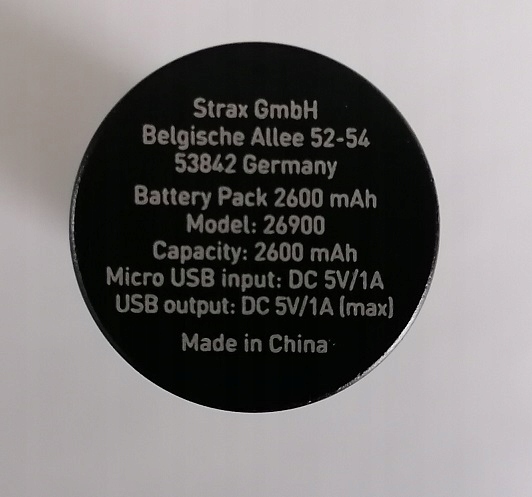 Strax GmbH
Belgische Allee 52-54
53842 Germany
Battery Pack 2600 mAh
Model: 26900
Capacity: 2600 mAh
Micro USB input: DC 5V/1A
USB output: DC 5V/1A (max)
Made in China